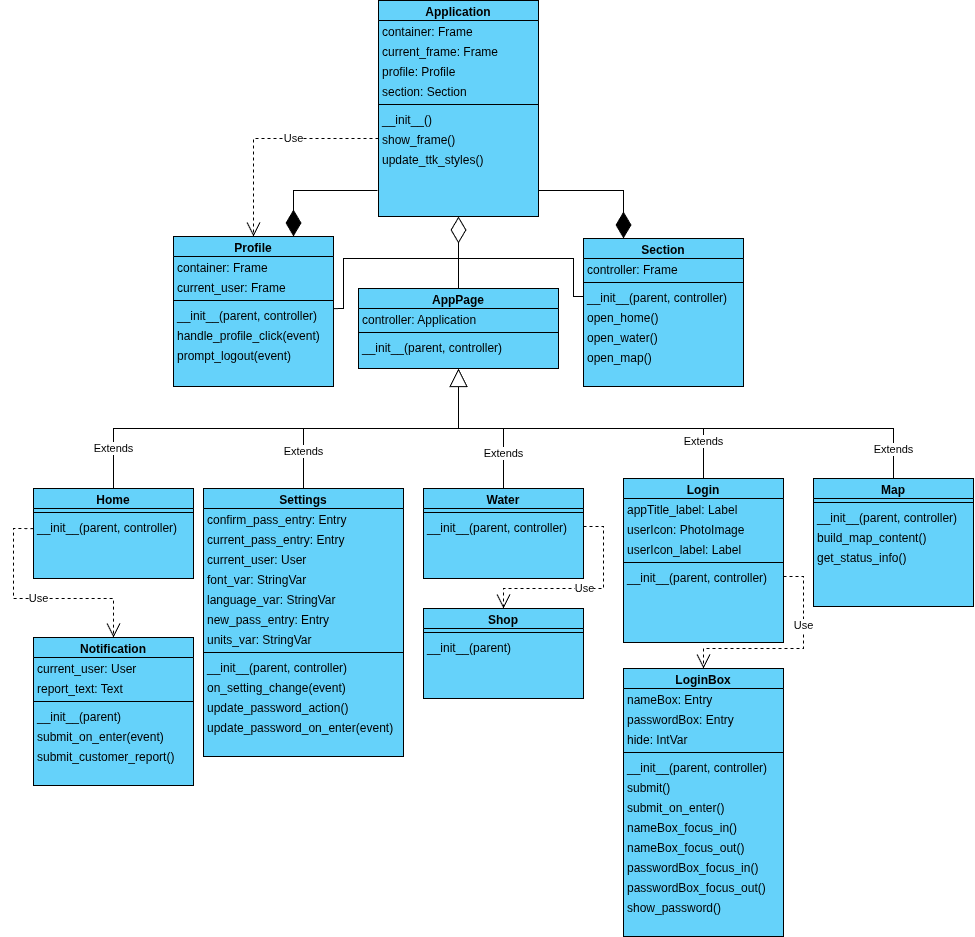 Application
container: Frame
current_frame: Frame
profile: Profile
section: Section
__init__()
show_frame()
update_ttk_styles()
Use
Profile
container: Frame
current_user: Frame
__init__(parent, controller)
handle_profile_click(event)
prompt_logout(event)
AppPage
controller: Application
__init__(parent, controller)
Section
controller: Frame
__init__(parent, controller)
open_home()
open_water()
open_map()
Extends
Extends
Extends
Extends
Extends
Home
__init__(parent, controller)
Use
Notification
current_user: User
report_text: Text
__init__(parent)
submit_on_enter(event)
submit_customer_report()
Settings
confirm_pass_entry: Entry
current_pass_entry: Entry
current_user: User
font_var: StringVar
language_var: StringVar
new_pass_entry: Entry
units_var: StringVar
__init__(parent, controller)
on_setting_change(event)
update_password_action()
update_password_on_enter(event)
Water
__init__(parent, controller)
Use
Shop
__init__(parent)
Login
appTitle_label: Label
userIcon: PhotoImage
userIcon_label: Label
__init__(parent, controller)
Use
LoginBox
nameBox: Entry
passwordBox: Entry
hide: IntVar
__init__(parent, controller)
submit()
submit_on_enter()
nameBox_focus_in()
nameBox_focus_out()
passwordBox_focus_in()
passwordBox_focus_out()
show_password()
Map
__init__(parent, controller)
build_map_content()
get_status_info()